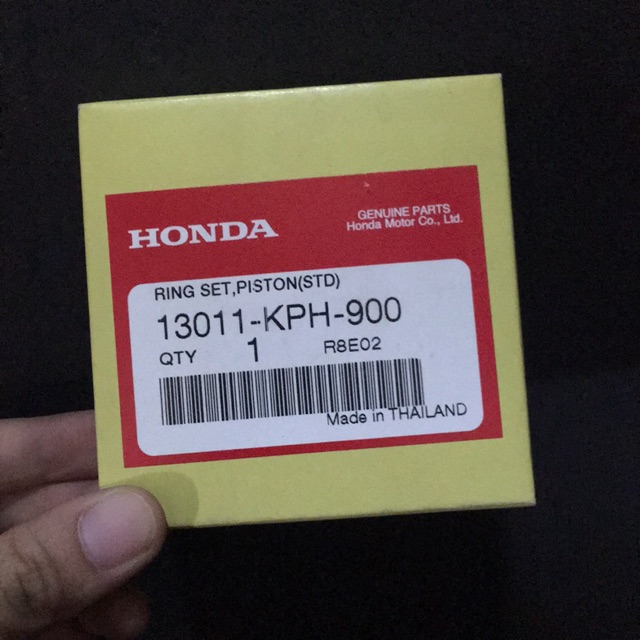 HONDA
GENUINE PARTS
Honda Motor Co., Ltd.
RING SET,PISTON(STD)
13011-KPH-900
QTY 1 R8E02
Made in THAILAND